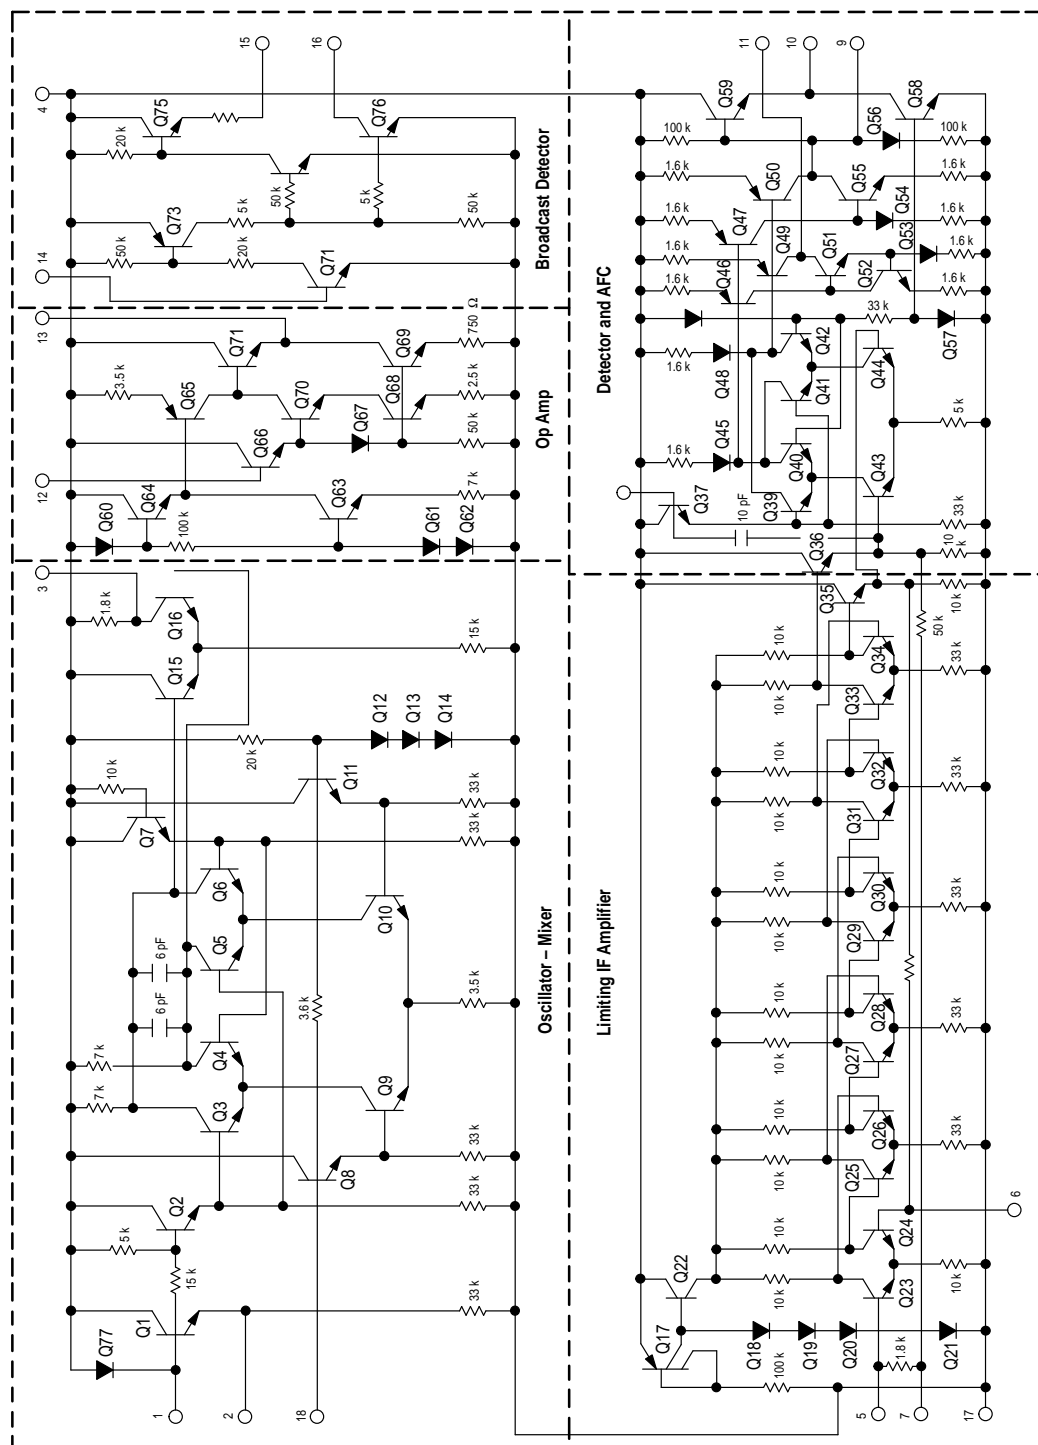 15
16
4
Q75
Q76
20 k
50 k
5 k
Q73
5 k
50 k
50 k
20 k
14
Q71
Broadcast Detector
13
Q71
Q69
750 Ω
3.5 k
Q65
Q70
Q68
2.5 k
Q66
Q67
50 k
12
Q64
Q63
7 k
Q60
100 k
Q61
Q62
Op Amp
3
1.8 k
Q16
Q15
15 k
20 k
Q12
Q13
Q14
10 k
Q11
33 k
Q7
33 k
Q6
Q5
Q10
6 pF
6 pF
3.6 k
3.5 k
7 k
7 k
Q4
Q3
Q9
Q8
33 k
33 k
Q2
5 k
15 k
33 k
Q1
Q77
1
2
18
Oscillator – Mixer
11
10
9
Q59
Q58
100 k
Q56
100 k
1.6 k
Q50
Q55
1.6 k
1.6 k
Q47
Q54
1.6 k
1.6 k
Q49
Q51
Q53
1.6 k
1.6 k
Q46
Q52
1.6 k
33 k
Q57
Q42
Q48
1.6 k
Q41
Q44
5 k
Q45
1.6 k
Q40
Q43
Q39
Q37
10 pF
33 k
Q36
10 k
Detector and AFC
Q35
10 k
50 k
10 k
Q34
33 k
10 k
Q33
10 k
Q32
33 k
10 k
Q31
10 k
Q30
33 k
10 k
Q29
10 k
Q28
33 k
10 k
Q27
10 k
Q26
33 k
10 k
Q25
10 k
Q24
6
Q22
10 k
Q23
10 k
Q17
Q18
Q19
Q20
Q21
100 k
1.8 k
5
7
17
Limiting IF Amplifier